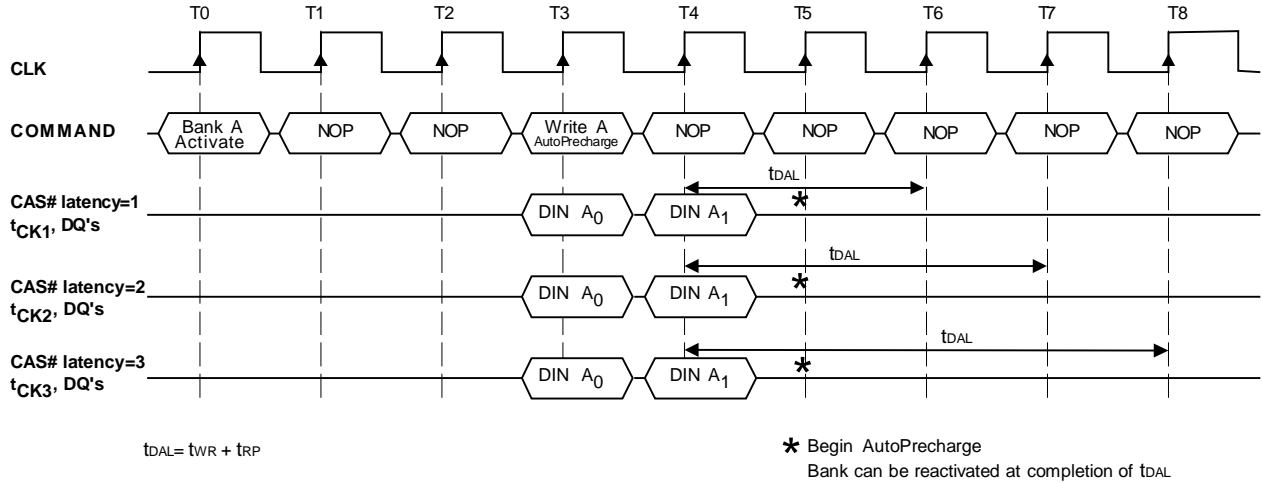 T0 T1 T2 T3 T4 T5 T6 T7 T8
CLK
COMMAND
Bank A Activate NOP NOP Write A AutoPrecharge NOP NOP NOP NOP NOP
tDAL
CAS# latency=1
tCK1, DQ's
DIN A0 DIN A1 *
tDAL
CAS# latency=2
tCK2, DQ's
DIN A0 DIN A1 *
tDAL
CAS# latency=3
tCK3, DQ's
DIN A0 DIN A1 *
tDAL= tWR + tRP
* Begin AutoPrecharge
Bank can be reactivated at completion of tDAL